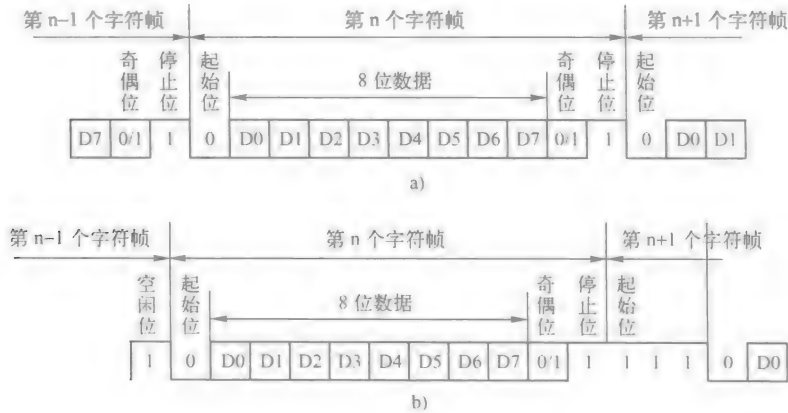 第 n-1 个字符帧 第 n 个字符帧 第 n+1 个字符帧
奇偶位 停止位 起始位 8 位数据 奇偶位 停止位 起始位
D7 0/1 1 0 D0 D1 D2 D3 D4 D5 D6 D7 0/1 1 0 D0 D1
a)
第 n-1 个字符帧 第 n 个字符帧 第 n+1 个字符帧
空闲位 起始位 8 位数据 奇偶位 停止位 起始位
1 0 D0 D1 D2 D3 D4 D5 D6 D7 0/1 1 1 1 1 0 D0
b)